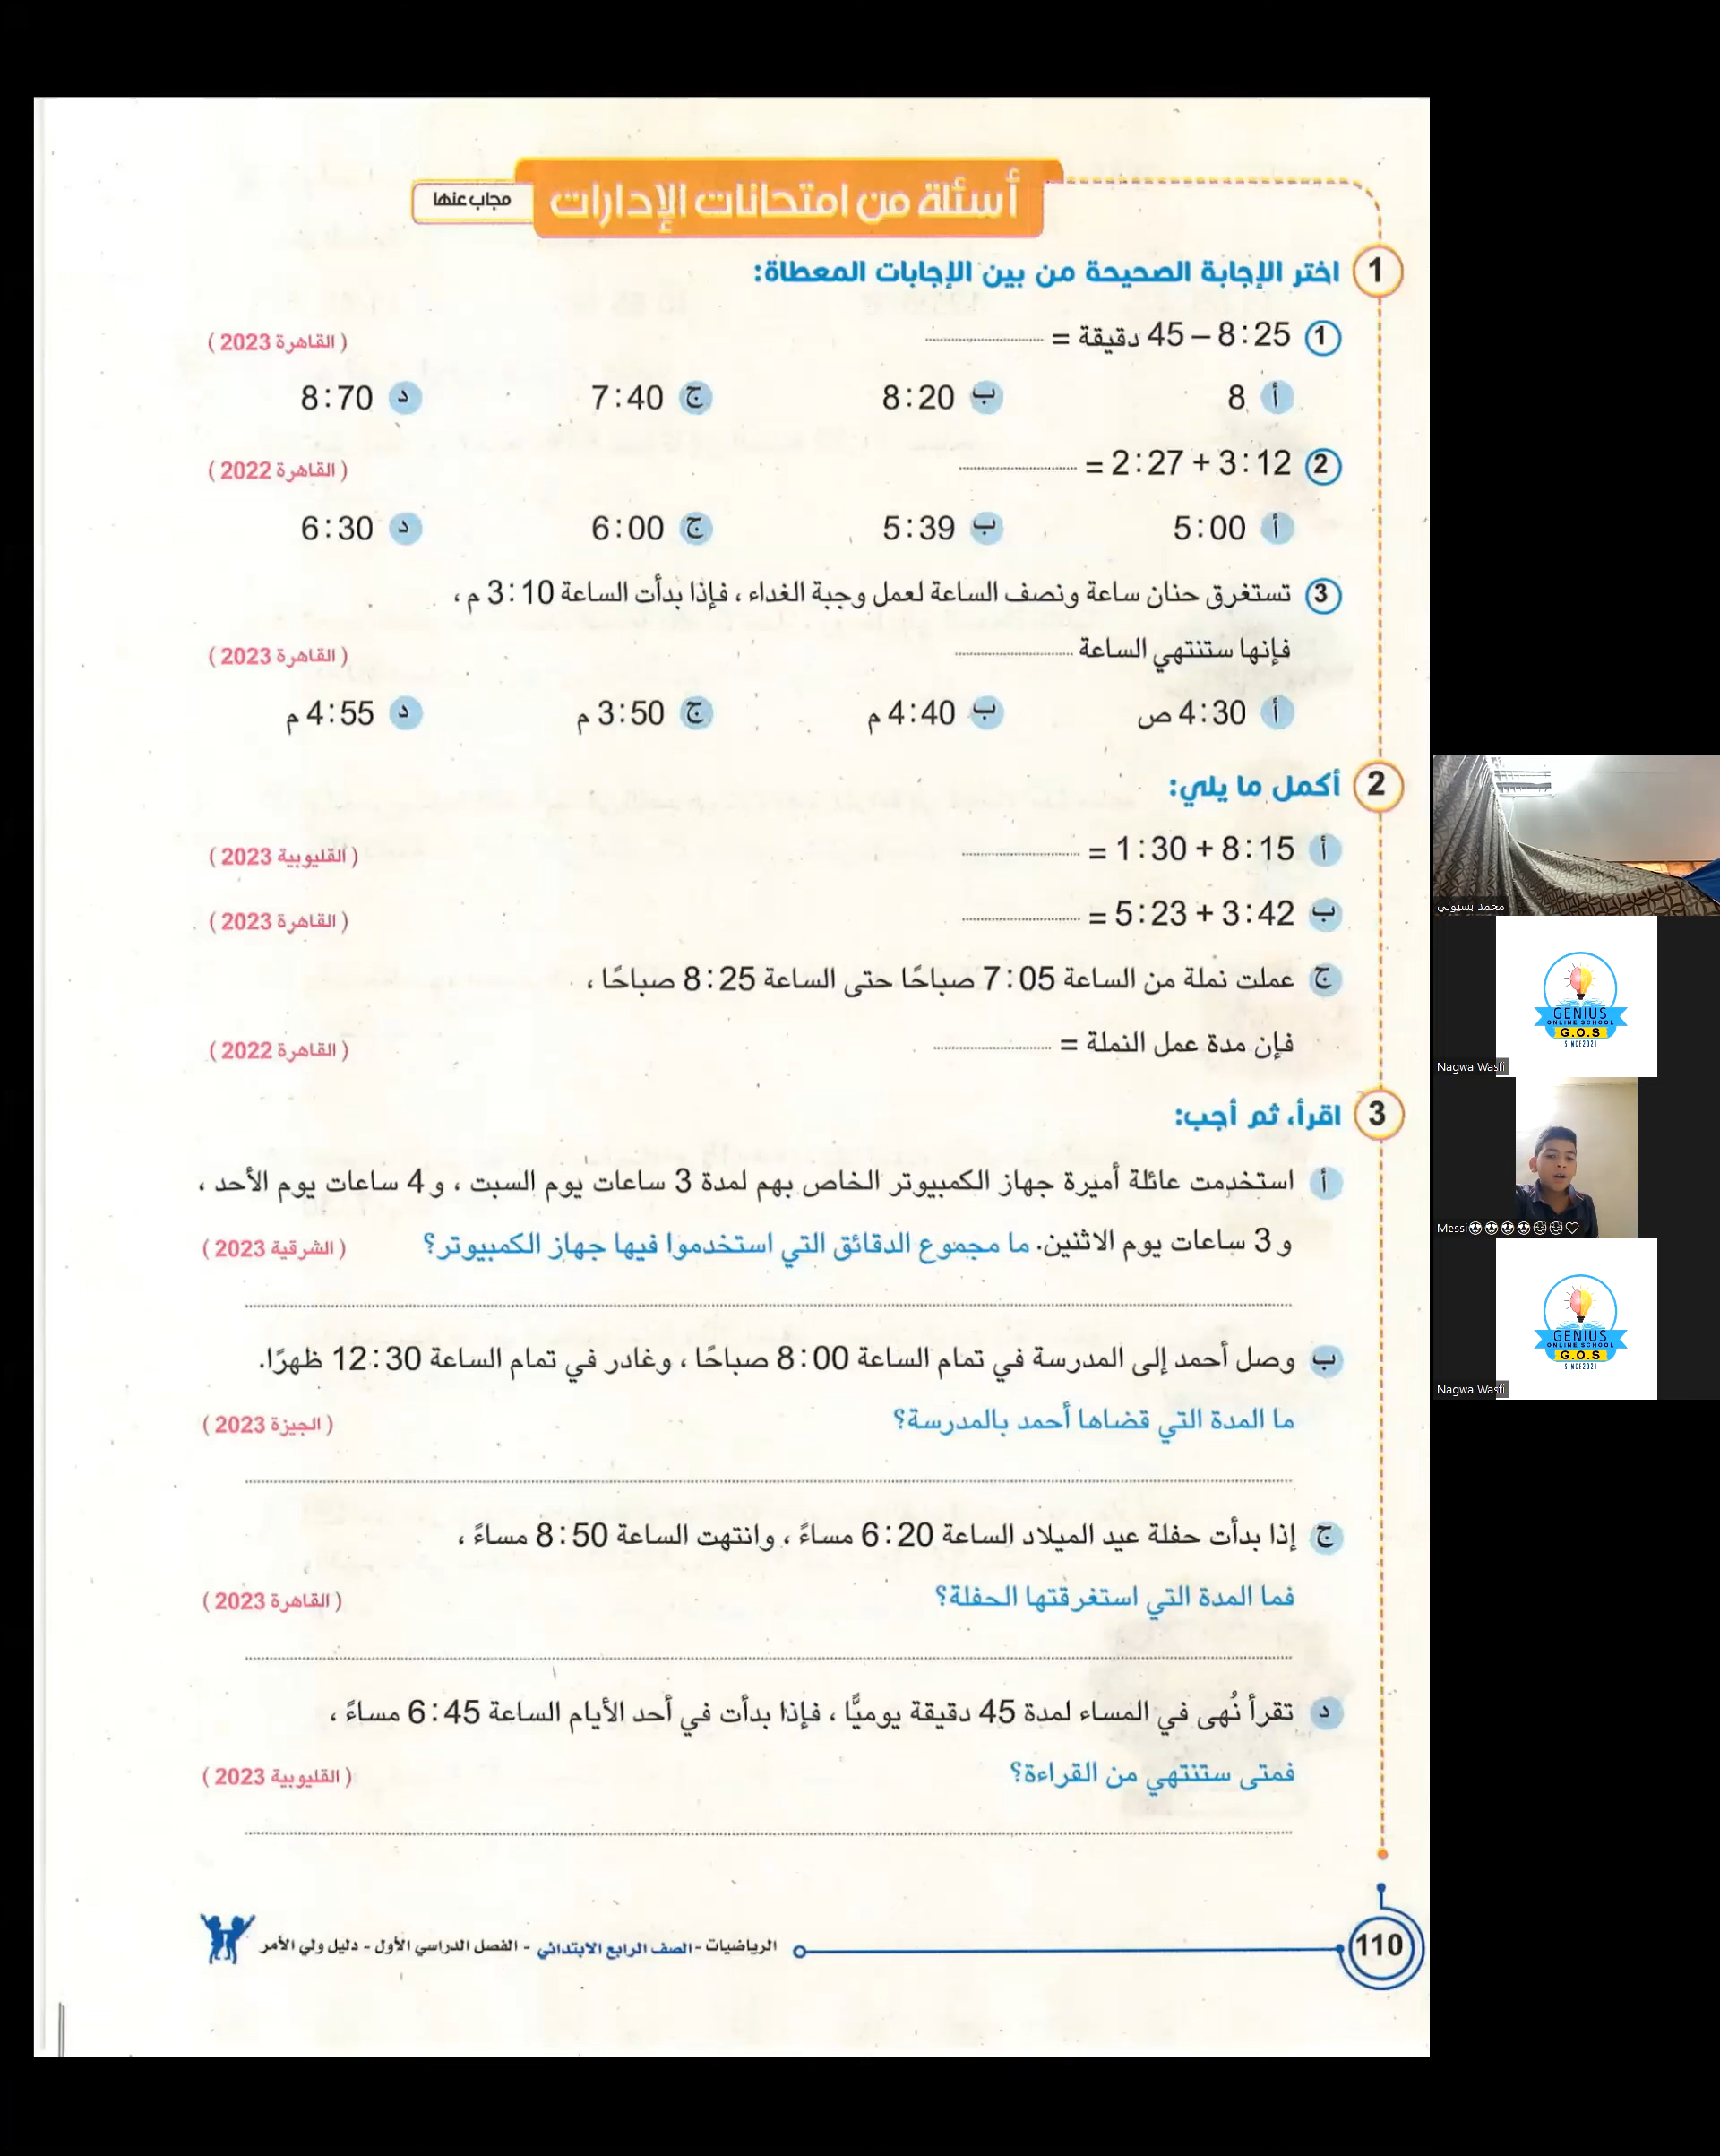 أسئلة من امتحانات الإدارات
مجاب عنها
1 اختر الإجابة الصحيحة من بين الإجابات المعطاة:
1 8:25 – 45 دقيقة = ........................ ( القاهرة 2023 )
أ 8 ب 8:20 ج 7:40 د 8:70
2 3:12 + 2:27 = ........................ ( القاهرة 2022 )
أ 5:00 ب 5:39 ج 6:00 د 6:30
3 تستغرق حنان ساعة ونصف الساعة لعمل وجبة الغداء ، فإذا بدأت الساعة 3:10 م ،
فإنها ستنتهي الساعة ........................ ( القاهرة 2023 )
أ 4:30 ص ب 4:40 م ج 3:50 م د 4:55 م
2 أكمل ما يلي:
أ 8:15 + 1:30 = ........................ ( القليوبية 2023 )
ب 3:42 + 5:23 = ........................ ( القاهرة 2023 )
ج عملت نملة من الساعة 7:05 صباحًا حتى الساعة 8:25 صباحًا ،
فإن مدة عمل النملة = ........................ ( القاهرة 2022 )
3 اقرأ، ثم أجب:
أ استخدمت عائلة أميرة جهاز الكمبيوتر الخاص بهم لمدة 3 ساعات يوم السبت ، و 4 ساعات يوم الأحد ،
و 3 ساعات يوم الاثنين. ما مجموع الدقائق التي استخدموا فيها جهاز الكمبيوتر؟ ( الشرقية 2023 )
ب وصل أحمد إلى المدرسة في تمام الساعة 8:00 صباحًا ، وغادر في تمام الساعة 12:30 ظهرًا.
ما المدة التي قضاها أحمد بالمدرسة؟ ( الجيزة 2023 )
ج إذا بدأت حفلة عيد الميلاد الساعة 6:20 مساءً ، وانتهت الساعة 8:50 مساءً ،
فما المدة التي استغرقتها الحفلة؟ ( القاهرة 2023 )
د تقرأ نُهى في المساء لمدة 45 دقيقة يوميًّا ، فإذا بدأت في أحد الأيام الساعة 6:45 مساءً ،
فمتى ستنتهي من القراءة؟ ( القليوبية 2023 )
110 الرياضيات - الصف الرابع الابتدائي - الفصل الدراسي الأول - دليل ولي الأمر
محمد بسيوني
GENIUS
ONLINE SCHOOL
G.O.S
SINCE 2021
Nagwa Wasfi
Messi
GENIUS
ONLINE SCHOOL
G.O.S
SINCE 2021
Nagwa Wasfi